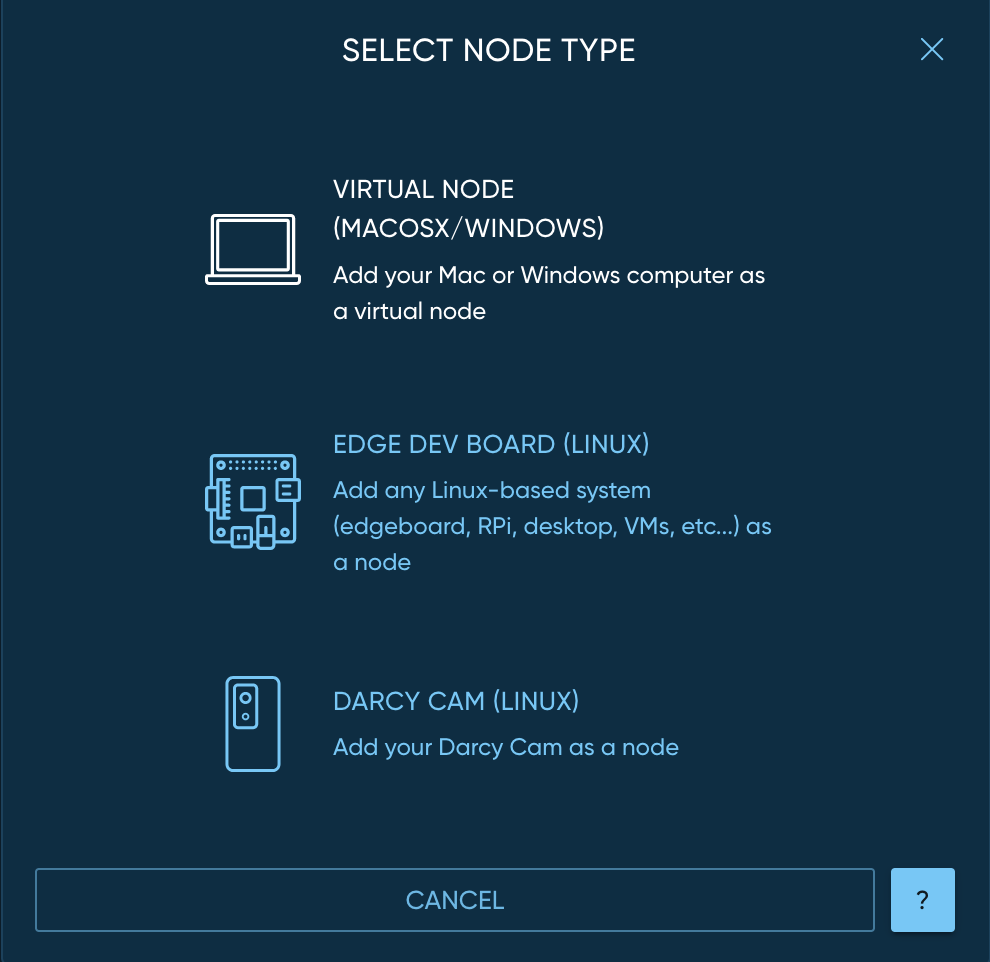 SELECT NODE TYPE
VIRTUAL NODE
(MACOSX/WINDOWS)
Add your Mac or Windows computer as
a virtual node
EDGE DEV BOARD (LINUX)
Add any Linux-based system
(edgeboard, RPi, desktop, VMs, etc...) as
a node
DARCY CAM (LINUX)
Add your Darcy Cam as a node
CANCEL
?